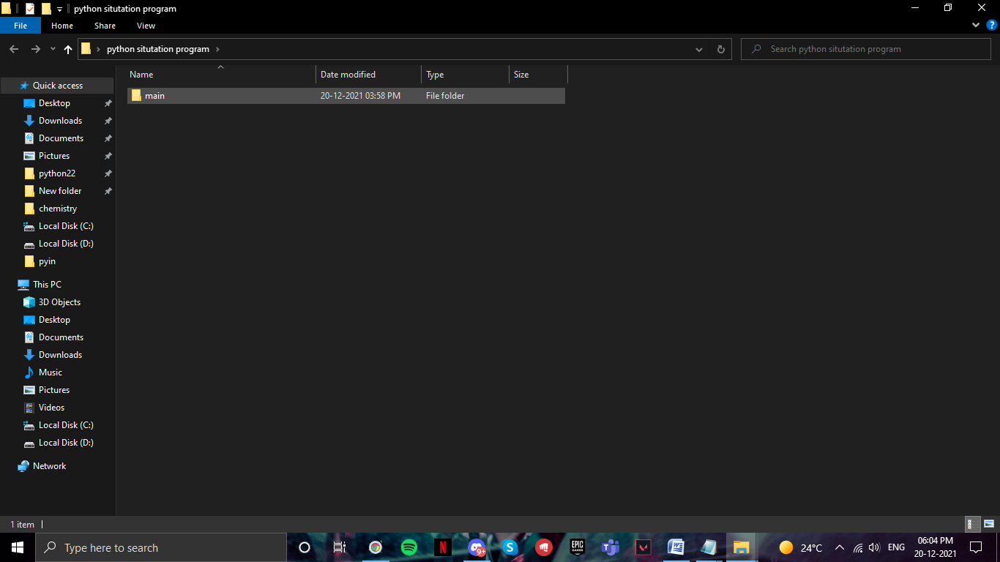 python situtation program
File Home Share View
python situtation program
Search python situtation program
Name Date modified Type Size
Quick access
main 20-12-2021 03:58 PM File folder
Desktop
Downloads
Documents
Pictures
python22
New folder
chemistry
Local Disk (C:)
Local Disk (D:)
pyin
This PC
3D Objects
Desktop
Documents
Downloads
Music
Pictures
Videos
Local Disk (C:)
Local Disk (D:)
Network
1 item
Type here to search
9+
EPIC
GAMES
24°C
ENG
06:04 PM
20-12-2021